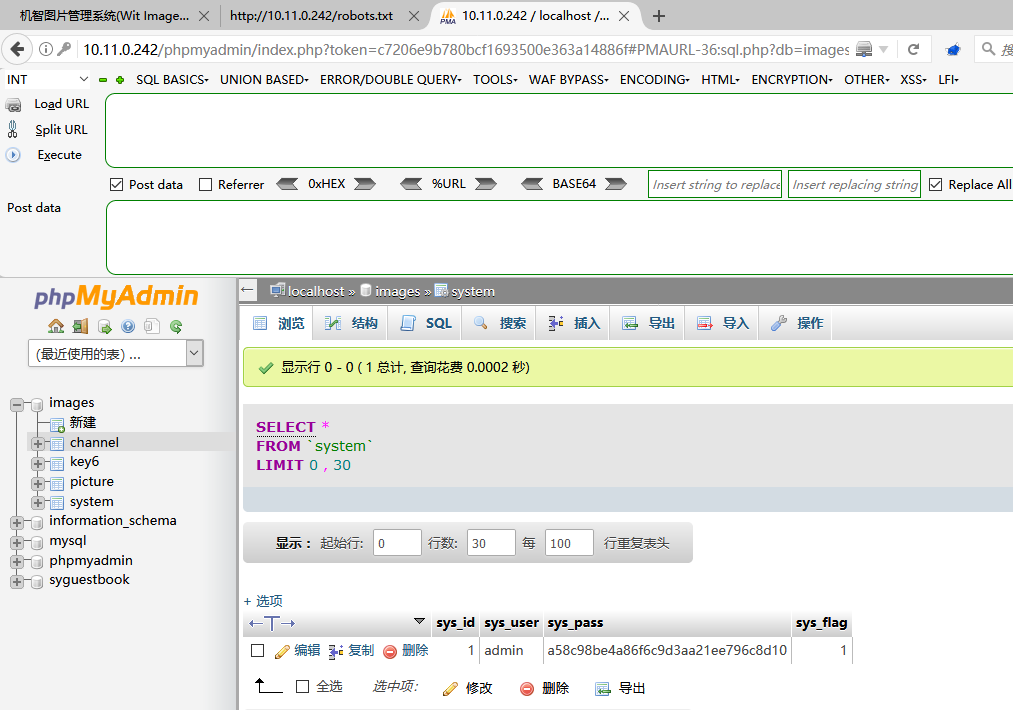 机智图片管理系统(Wit Image...
http://10.11.0.242/robots.txt
10.11.0.242 / localhost /...
10.11.0.242/phpmyadmin/index.php?token=c7206e9b780bcf1693500e363a14886f#PMAURL-36:sql.php?db=images
搜
INT SQL BASICS UNION BASED ERROR/DOUBLE QUERY TOOLS WAF BYPASS ENCODING HTML ENCRYPTION OTHER XSS LFI
Load URL
Split URL
Execute
Post data Referrer 0xHEX %URL BASE64 Insert string to replace Insert replacing string Replace All
Post data
phpMyAdmin
(最近使用的表) ...
images
新建
channel
key6
picture
system
information_schema
mysql
phpmyadmin
syguestbook
localhost » images » system
浏览 结构 SQL 搜索 插入 导出 导入 操作
显示行 0 - 0 ( 1 总计, 查询花费 0.0002 秒)
SELECT *
FROM `system`
LIMIT 0 , 30
显示 : 起始行: 0 行数: 30 每 100 行重复表头
+ 选项
←T→ sys_id sys_user sys_pass sys_flag
编辑 复制 删除 1 admin a58c98be4a86f6c9d3aa21ee796c8d10 1
全选 选中项: 修改 删除 导出